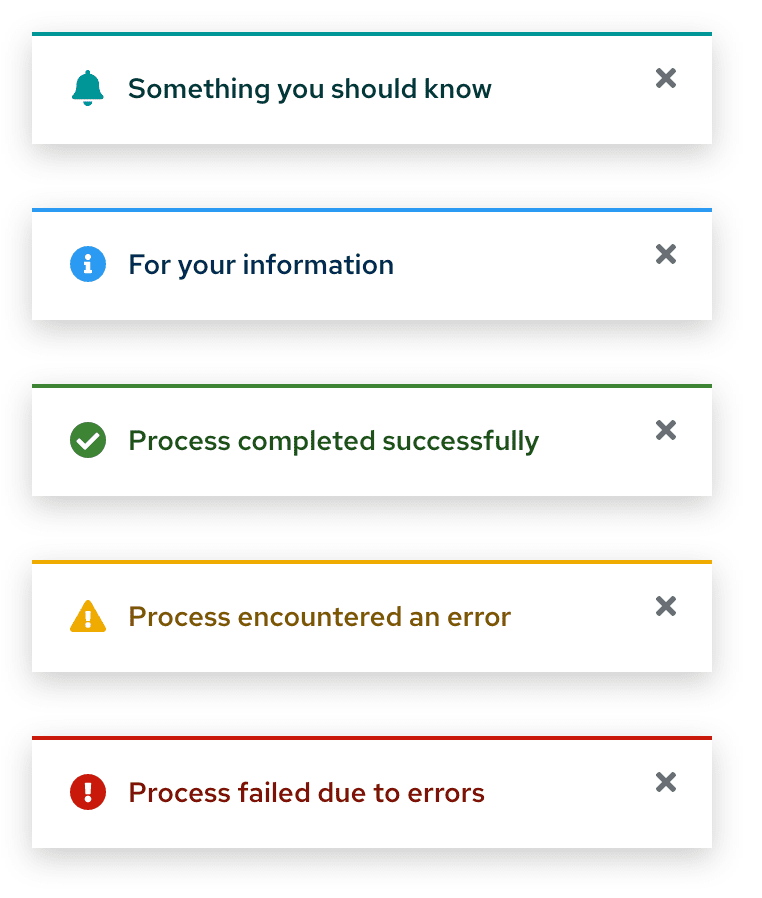 Something you should know
For your information
Process completed successfully
Process encountered an error
Process failed due to errors